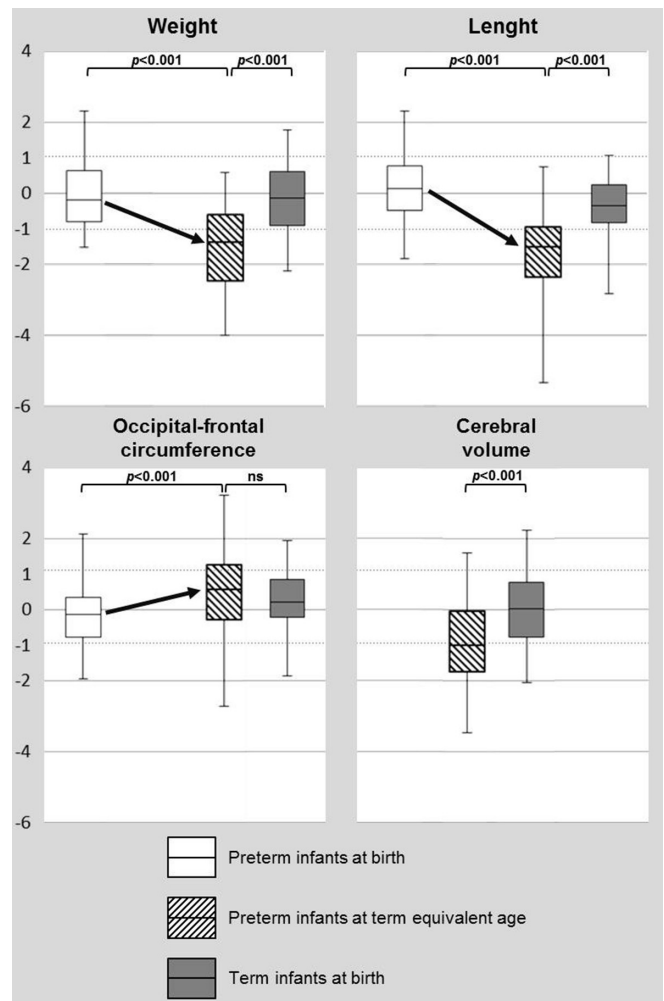 Weight
Lenght
p<0.001
p<0.001
p<0.001
p<0.001
2
1
0
-1
-2
-4
-6
Occipital-frontal
circumference
Cerebral
volume
4
p<0.001
ns
p<0.001
2
1
0
-1
-2
-4
-6
Preterm infants at birth
Preterm infants at term equivalent age
Term infants at birth